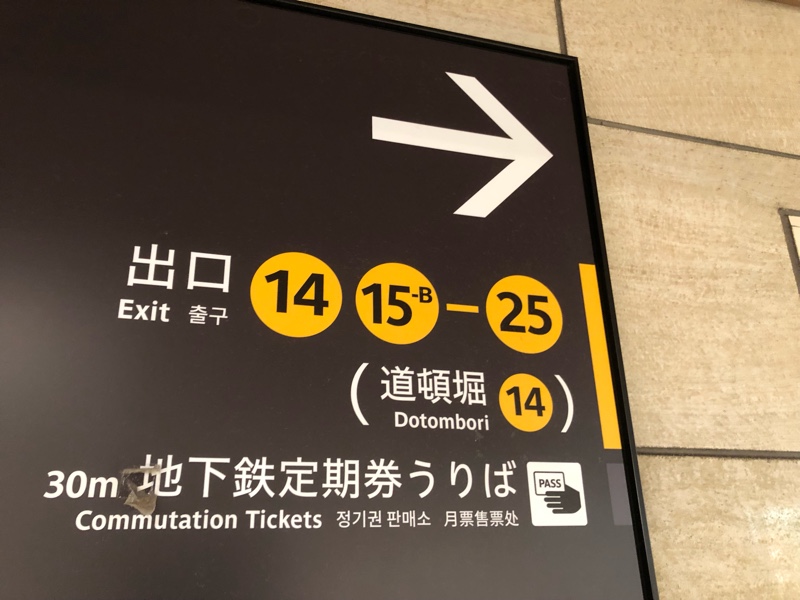 出口 14 15-B - 25
Exit 출구
(道頓堀 14)
Dotombori
30m 地下鉄定期券うりば PASS
Commutation Tickets 정기권 판매소 月票售票处